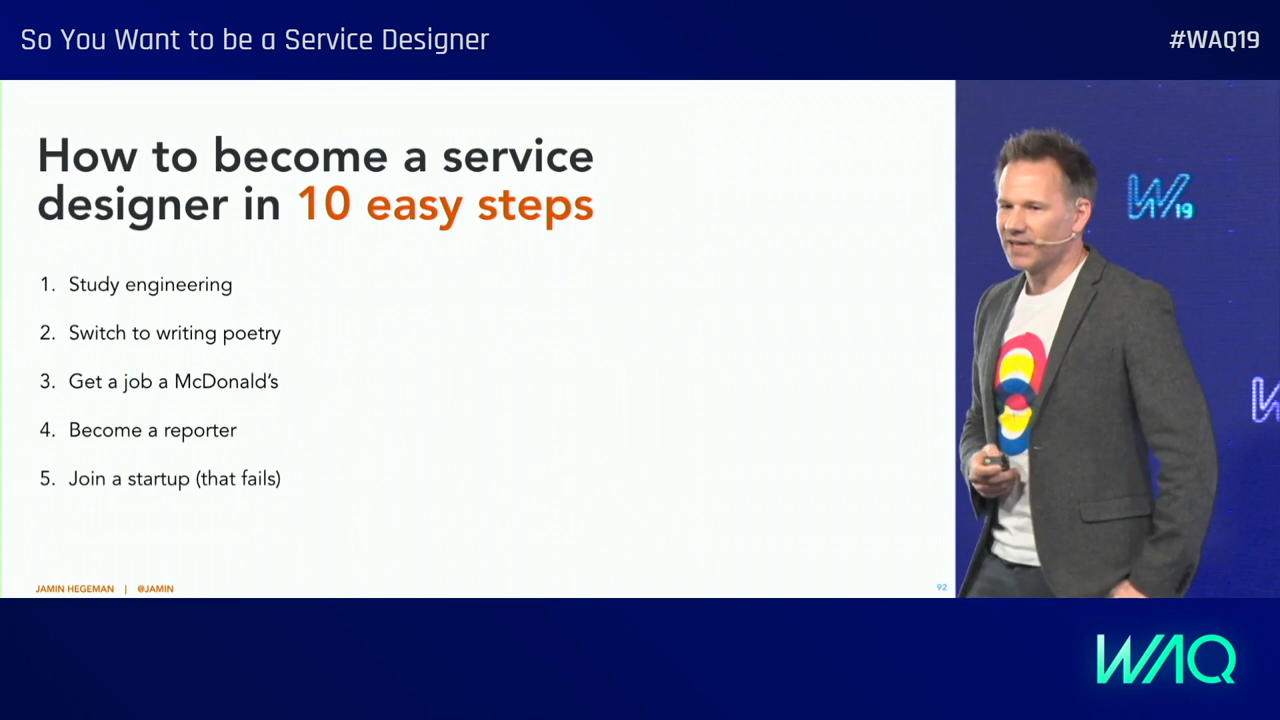 So You Want to be a Service Designer
#WAQ19
How to become a service
designer in 10 easy steps
1. Study engineering
2. Switch to writing poetry
3. Get a job a McDonald's
4. Become a reporter
5. Join a startup (that fails)
JAMIN HEGEMAN | @JAMIN
92
W19
W
WAQ